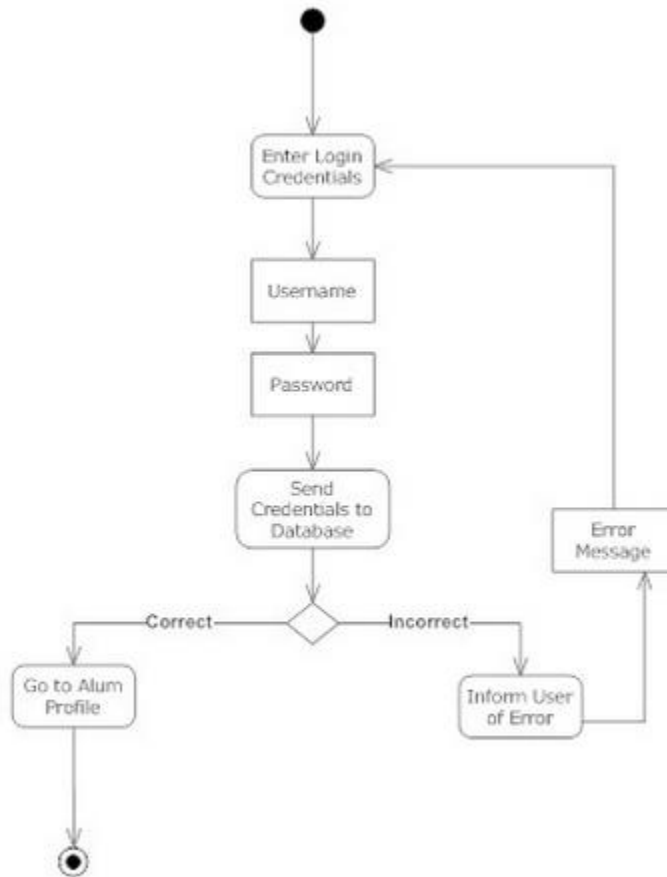 Enter Login
Credentials
Username
Password
Send
Credentials to
Database
Error
Message
Correct
Incorrect
Go to Alum
Profile
Inform User
of Error